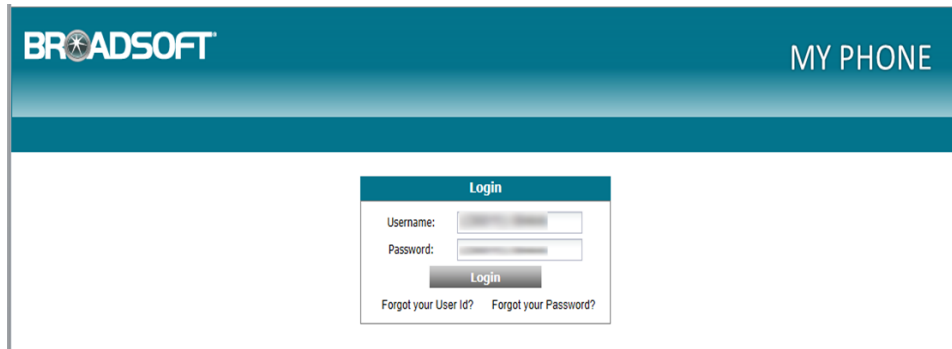 BROADSOFT
MY PHONE
Login
Username:
Password:
Login
Forgot your User Id? Forgot your Password?